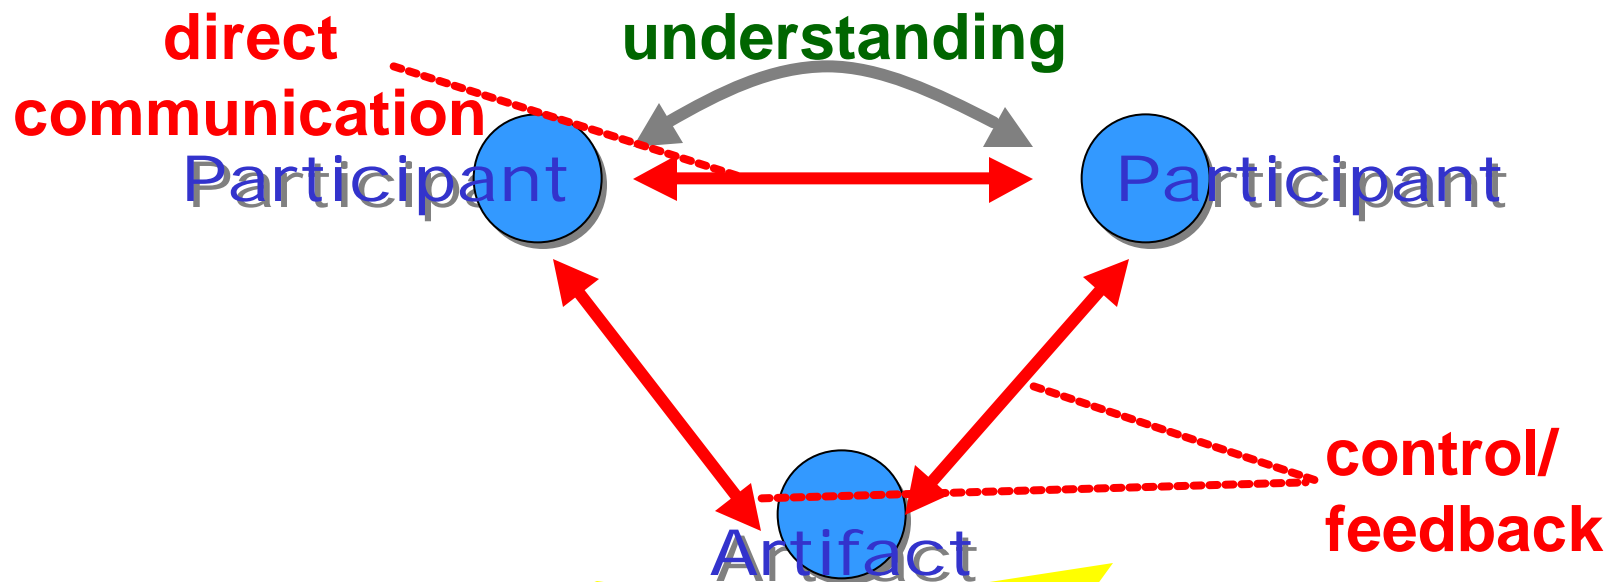 direct
communication
understanding
Participant
Participant
Artifact
control/
feedback